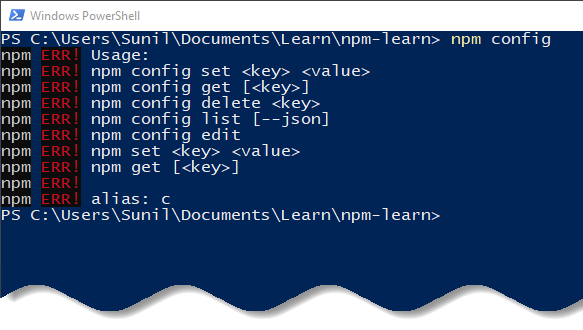 Windows PowerShell
PS C:\Users\Sunil\Documents\Learn\npm-learn> npm config
npm ERR! Usage:
npm ERR! npm config set <key> <value>
npm ERR! npm config get [<key>]
npm ERR! npm config delete <key>
npm ERR! npm config list [--json]
npm ERR! npm config edit
npm ERR! npm set <key> <value>
npm ERR! npm get [<key>]
npm ERR!
npm ERR! alias: c
PS C:\Users\Sunil\Documents\Learn\npm-learn>